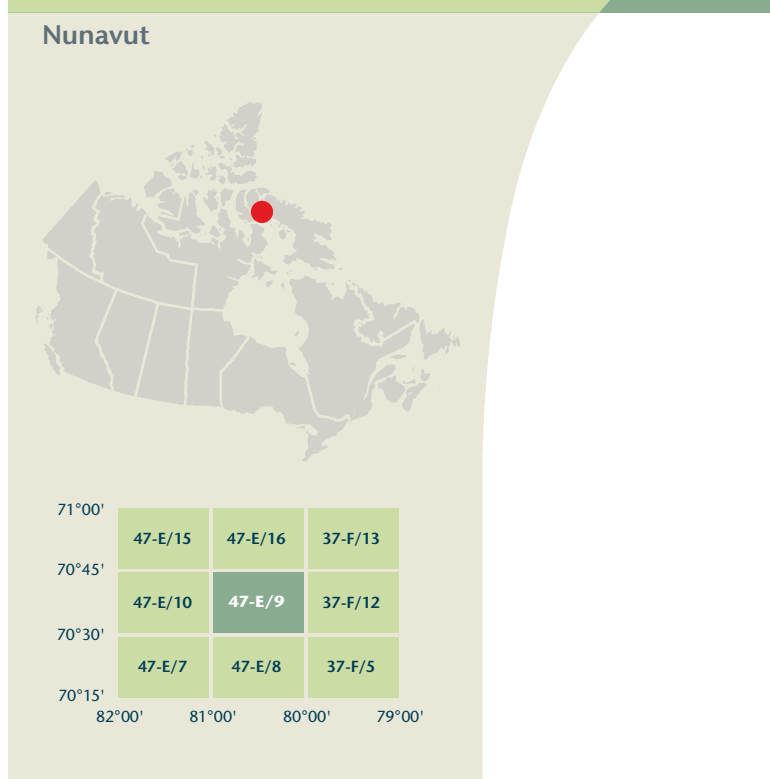 Nunavut
71°00'
47-E/15 47-E/16 37-F/13
70°45'
47-E/10 47-E/9 37-F/12
70°30'
47-E/7 47-E/8 37-F/5
70°15'
82°00' 81°00' 80°00' 79°00'